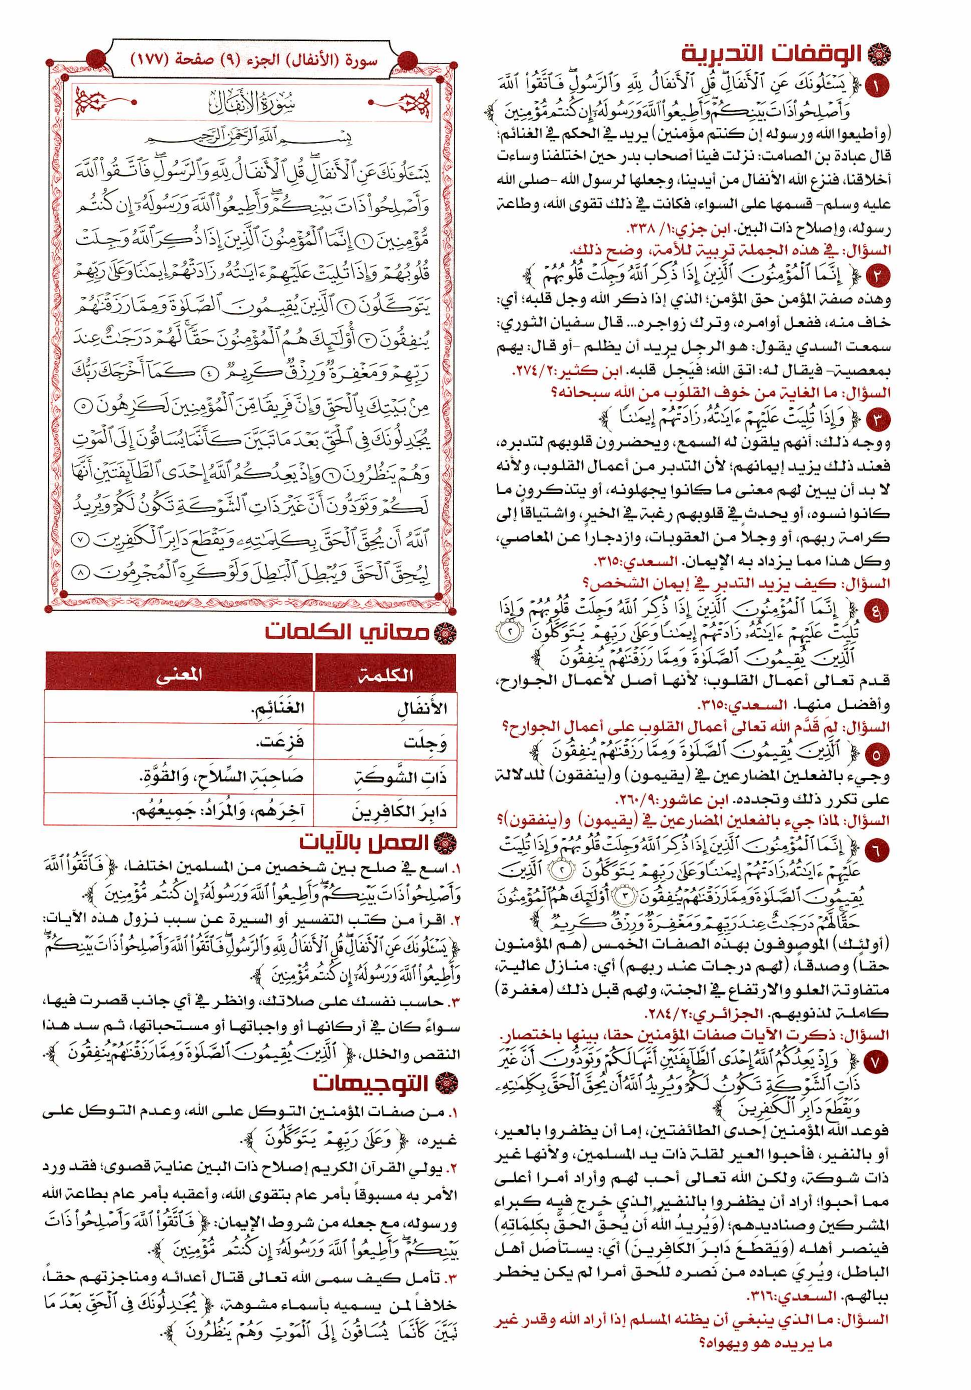 الوقفات التدبرية
١ ﴿ يَسْـَٔلُونَكَ عَنِ ٱلْأَنفَالِ ۖ قُلِ ٱلْأَنفَالُ لِلَّهِ وَٱلرَّسُولِ ۖ فَٱتَّقُوا۟ ٱللَّهَ
وَأَصْلِحُوا۟ ذَاتَ بَيْنِكُمْ ۖ وَأَطِيعُوا۟ ٱللَّهَ وَرَسُولَهُۥٓ إِن كُنتُم مُّؤْمِنِينَ ﴾
(وأطيعوا الله ورسوله إن كنتم مؤمنين) يريد في الحكم في الغنائم؛
قال عبادة بن الصامت: نزلت فينا أصحاب بدر حين اختلفنا وساءت
أخلاقنا، فنزع الله الأنفال من أيدينا، وجعلها لرسول الله -صلى الله
عليه وسلم- قسمها على السواء، فكانت في ذلك تقوى الله، وطاعة
رسوله، وإصلاح ذات البين. ابن جزي:١/ ٣٣٨.
السؤال: في هذه الجملة تربية للأمة، وضح ذلك.
٢ ﴿ إِنَّمَا ٱلْمُؤْمِنُونَ ٱلَّذِينَ إِذَا ذُكِرَ ٱللَّهُ وَجِلَتْ قُلُوبُهُمْ ﴾
وهذه صفة المؤمن حق المؤمن؛ الذي إذا ذكر الله وجل قلبه؛ أي:
خاف منه، ففعل أوامره، وترك زواجره... قال سفيان الثوري:
سمعت السدي يقول: هو الرجل يريد أن يظلم -أو قال: يهم
بمعصية- فيقال له: اتق الله؛ فيَجِل قلبه. ابن كثير:٢٧٤/٢.
السؤال: ما الغاية من خوف القلوب من الله سبحانه؟
٣ ﴿ وَإِذَا تُلِيَتْ عَلَيْهِمْ ءَايَٰتُهُۥ زَادَتْهُمْ إِيمَٰنًا ﴾
ووجه ذلك: أنهم يلقون له السمع، ويحضرون قلوبهم لتدبره،
فعند ذلك يزيد إيمانهم؛ لأن التدبر من أعمال القلوب، ولأنه
لا بد أن يبين لهم معنى ما كانوا يجهلونه، أو يتذكرون ما
كانوا نسوه، أو يحدث في قلوبهم رغبة في الخير، واشتياقاً إلى
كرامة ربهم، أو وجلاً من العقوبات، وازدجاراً عن المعاصي،
وكل هذا مما يزداد به الإيمان. السعدي:٣١٥.
السؤال: كيف يزيد التدبر في إيمان الشخص؟
٤ ﴿ إِنَّمَا ٱلْمُؤْمِنُونَ ٱلَّذِينَ إِذَا ذُكِرَ ٱللَّهُ وَجِلَتْ قُلُوبُهُمْ وَإِذَا
تُلِيَتْ عَلَيْهِمْ ءَايَٰتُهُۥ زَادَتْهُمْ إِيمَٰنًا وَعَلَىٰ رَبِّهِمْ يَتَوَكَّلُونَ ٢
ٱلَّذِينَ يُقِيمُونَ ٱلصَّلَوٰةَ وَمِمَّا رَزَقْنَٰهُمْ يُنفِقُونَ ﴾
قدم تعالى أعمال القلوب؛ لأنها أصل لأعمال الجوارح،
وأفضل منها. السعدي:٣١٥.
السؤال: لمَ قَدَّم الله تعالى أعمال القلوب على أعمال الجوارح؟
٥ ﴿ ٱلَّذِينَ يُقِيمُونَ ٱلصَّلَوٰةَ وَمِمَّا رَزَقْنَٰهُمْ يُنفِقُونَ ﴾
وجيء بالفعلين المضارعين في (يقيمون) و(ينفقون) للدلالة
على تكرر ذلك وتجدده. ابن عاشور:٢٦٠/٩.
السؤال: لماذا جيء بالفعلين المضارعين في (يقيمون) و(ينفقون)؟
٦ ﴿ إِنَّمَا ٱلْمُؤْمِنُونَ ٱلَّذِينَ إِذَا ذُكِرَ ٱللَّهُ وَجِلَتْ قُلُوبُهُمْ وَإِذَا تُلِيَتْ
عَلَيْهِمْ ءَايَٰتُهُۥ زَادَتْهُمْ إِيمَٰنًا وَعَلَىٰ رَبِّهِمْ يَتَوَكَّلُونَ ٢ ٱلَّذِينَ
يُقِيمُونَ ٱلصَّلَوٰةَ وَمِمَّا رَزَقْنَٰهُمْ يُنفِقُونَ ٣ أُو۟لَٰٓئِكَ هُمُ ٱلْمُؤْمِنُونَ
حَقًّا ۚ لَّهُمْ دَرَجَٰتٌ عِندَ رَبِّهِمْ وَمَغْفِرَةٌ وَرِزْقٌ كَرِيمٌ ﴾
(أولئك) الموصوفون بهذه الصفات الخمس (هم المؤمنون
حقاً) وصدقاً، (لهم درجات عند ربهم) أي: منازل عالية،
متفاوتة العلو والارتفاع في الجنة، ولهم قبل ذلك (مغفرة)
كاملة لذنوبهم. الجزائري:٢٨٤/٢.
السؤال: ذكرت الآيات صفات المؤمنين حقا، بينها باختصار.
٧ ﴿ وَإِذْ يَعِدُكُمُ ٱللَّهُ إِحْدَى ٱلطَّآئِفَتَيْنِ أَنَّهَا لَكُمْ وَتَوَدُّونَ أَنَّ غَيْرَ
ذَاتِ ٱلشَّوْكَةِ تَكُونُ لَكُمْ وَيُرِيدُ ٱللَّهُ أَن يُحِقَّ ٱلْحَقَّ بِكَلِمَٰتِهِۦ
وَيَقْطَعَ دَابِرَ ٱلْكَٰفِرِينَ ﴾
فوعد الله المؤمنين إحدى الطائفتين، إما أن يظفروا بالعير،
أو بالنفير، فأحبوا العير لقلة ذات يد المسلمين، ولأنها غير
ذات شوكة، ولكن الله تعالى أحب لهم وأراد أمرا أعلى
مما أحبوا؛ أراد أن يظفروا بالنفير الذي خرج فيه كبراء
المشركين وصناديدهم؛ (وَيُرِيدُ اللَّهُ أَن يُحقَّ الحَقَّ بِكَلِمَاتِهِ)
فينصر أهله (وَيَقطَعَ دَابِرَ الكَافِرِينَ) أي: يستأصل أهل
الباطل، ويُرِيَ عباده من نصره للحق أمرا لم يكن يخطر
ببالهم. السعدي:٣١٦.
السؤال: ما الذي ينبغي أن يظنه المسلم إذا أراد الله وقدر غير
ما يريده هو ويهواه؟
سورة (الأنفال) الجزء (٩) صفحة (١٧٧)
سُورَةُ الأَنفَالِ
بِسْمِ ٱللَّهِ ٱلرَّحْمَٰنِ ٱلرَّحِيمِ
يَسْـَٔلُونَكَ عَنِ ٱلْأَنفَالِ ۖ قُلِ ٱلْأَنفَالُ لِلَّهِ وَٱلرَّسُولِ ۖ فَٱتَّقُوا۟ ٱللَّهَ
وَأَصْلِحُوا۟ ذَاتَ بَيْنِكُمْ ۖ وَأَطِيعُوا۟ ٱللَّهَ وَرَسُولَهُۥٓ إِن كُنتُم
مُّؤْمِنِينَ ١ إِنَّمَا ٱلْمُؤْمِنُونَ ٱلَّذِينَ إِذَا ذُكِرَ ٱللَّهُ وَجِلَتْ
قُلُوبُهُمْ وَإِذَا تُلِيَتْ عَلَيْهِمْ ءَايَٰتُهُۥ زَادَتْهُمْ إِيمَٰنًا وَعَلَىٰ رَبِّهِمْ
يَتَوَكَّلُونَ ٢ ٱلَّذِينَ يُقِيمُونَ ٱلصَّلَوٰةَ وَمِمَّا رَزَقْنَٰهُمْ
يُنفِقُونَ ٣ أُو۟لَٰٓئِكَ هُمُ ٱلْمُؤْمِنُونَ حَقًّا ۚ لَّهُمْ دَرَجَٰتٌ عِندَ
رَبِّهِمْ وَمَغْفِرَةٌ وَرِزْقٌ كَرِيمٌ ٤ كَمَآ أَخْرَجَكَ رَبُّكَ
مِنۢ بَيْتِكَ بِٱلْحَقِّ وَإِنَّ فَرِيقًا مِّنَ ٱلْمُؤْمِنِينَ لَكَٰرِهُونَ ٥
يُجَٰدِلُونَكَ فِى ٱلْحَقِّ بَعْدَ مَا تَبَيَّنَ كَأَنَّمَا يُسَاقُونَ إِلَى ٱلْمَوْتِ
وَهُمْ يَنظُرُونَ ٦ وَإِذْ يَعِدُكُمُ ٱللَّهُ إِحْدَى ٱلطَّآئِفَتَيْنِ أَنَّهَا
لَكُمْ وَتَوَدُّونَ أَنَّ غَيْرَ ذَاتِ ٱلشَّوْكَةِ تَكُونُ لَكُمْ وَيُرِيدُ
ٱللَّهُ أَن يُحِقَّ ٱلْحَقَّ بِكَلِمَٰتِهِۦ وَيَقْطَعَ دَابِرَ ٱلْكَٰفِرِينَ ٧
لِيُحِقَّ ٱلْحَقَّ وَيُبْطِلَ ٱلْبَٰطِلَ وَلَوْ كَرِهَ ٱلْمُجْرِمُونَ ٨
معاني الكلمات
الكلمة المعنى
الأَنفَالِ الغَنَائِمِ.
وَجِلَت فَزِعَت.
ذَاتِ الشَّوكَةِ صَاحِبَةِ السِّلاَحِ، وَالقُوَّةِ.
دَابِرَ الكَافِرِينَ آخِرَهُم، وَالمُرَادُ: جَمِيعُهُم.
العمل بالآيات
١. اسع في صلح بين شخصين من المسلمين اختلفا، ﴿ فَٱتَّقُوا۟ ٱللَّهَ
وَأَصْلِحُوا۟ ذَاتَ بَيْنِكُمْ ۖ وَأَطِيعُوا۟ ٱللَّهَ وَرَسُولَهُۥٓ إِن كُنتُم مُّؤْمِنِينَ ﴾.
٢. اقرأ من كتب التفسير أو السيرة عن سبب نزول هذه الآيات:
﴿ يَسْـَٔلُونَكَ عَنِ ٱلْأَنفَالِ ۖ قُلِ ٱلْأَنفَالُ لِلَّهِ وَٱلرَّسُولِ ۖ فَٱتَّقُوا۟ ٱللَّهَ وَأَصْلِحُوا۟ ذَاتَ بَيْنِكُمْ ۖ
وَأَطِيعُوا۟ ٱللَّهَ وَرَسُولَهُۥٓ إِن كُنتُم مُّؤْمِنِينَ ﴾.
٣. حاسب نفسك على صلاتك، وانظر في أي جانب قصرت فيها،
سواءً كان في أركانها أو واجباتها أو مستحباتها، ثم سد هذا
النقص والخلل، ﴿ ٱلَّذِينَ يُقِيمُونَ ٱلصَّلَوٰةَ وَمِمَّا رَزَقْنَٰهُمْ يُنفِقُونَ ﴾.
التوجيهات
١. من صفات المؤمنين التوكل على الله، وعدم التوكل على
غيره، ﴿ وَعَلَىٰ رَبِّهِمْ يَتَوَكَّلُونَ ﴾.
٢. يولي القرآن الكريم إصلاح ذات البين عناية قصوى؛ فقد ورد
الأمر به مسبوقاً بأمر عام بتقوى الله، وأعقبه بأمر عام بطاعة الله
ورسوله، مع جعله من شروط الإيمان: ﴿ فَٱتَّقُوا۟ ٱللَّهَ وَأَصْلِحُوا۟ ذَاتَ
بَيْنِكُمْ ۖ وَأَطِيعُوا۟ ٱللَّهَ وَرَسُولَهُۥٓ إِن كُنتُم مُّؤْمِنِينَ ﴾.
٣. تأمل كيف سمى الله تعالى قتال أعدائه ومناجزتهم حقاً،
خلافاً لمن يسميه بأسماء مشوهة، ﴿ يُجَٰدِلُونَكَ فِى ٱلْحَقِّ بَعْدَ مَا
تَبَيَّنَ كَأَنَّمَا يُسَاقُونَ إِلَى ٱلْمَوْتِ وَهُمْ يَنظُرُونَ ﴾.